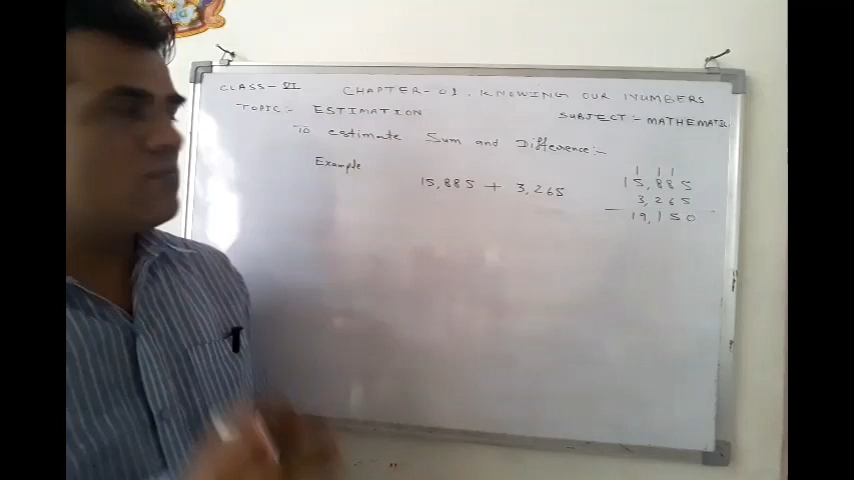 CLASS - VI CHAPTER - 01 . KNOWING OUR NUMBERS
TOPIC :- ESTIMATION SUBJECT :- MATHEMATICS
To estimate Sum and Difference :-
Example
15,885 + 3,265
1 1 1
15,885
3,265
19,150